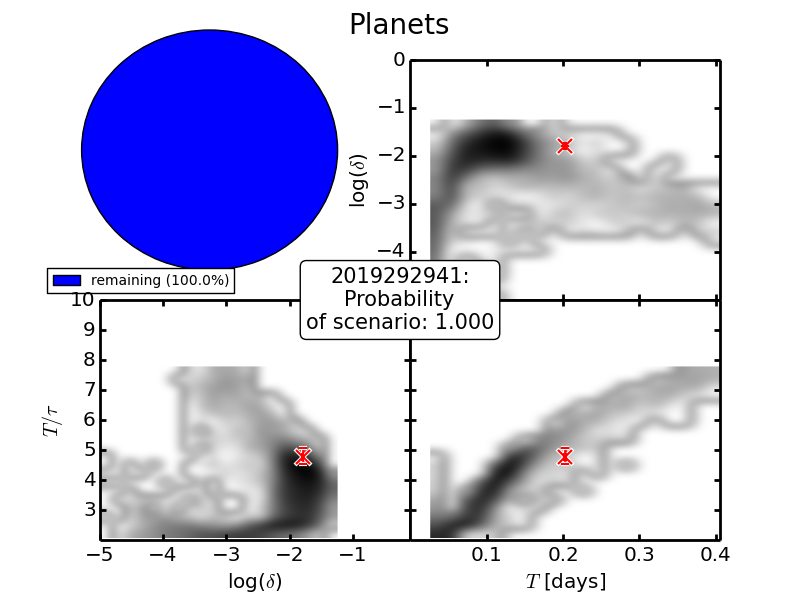 Planets
remaining (100.0%)
0
−1
−2
−3
−4
log(δ)
2019292941:
Probability
of scenario: 1.000
10
9
8
7
6
5
4
3
T/τ
−5 −4 −3 −2 −1
log(δ)
0.1 0.2 0.3 0.4
T [days]